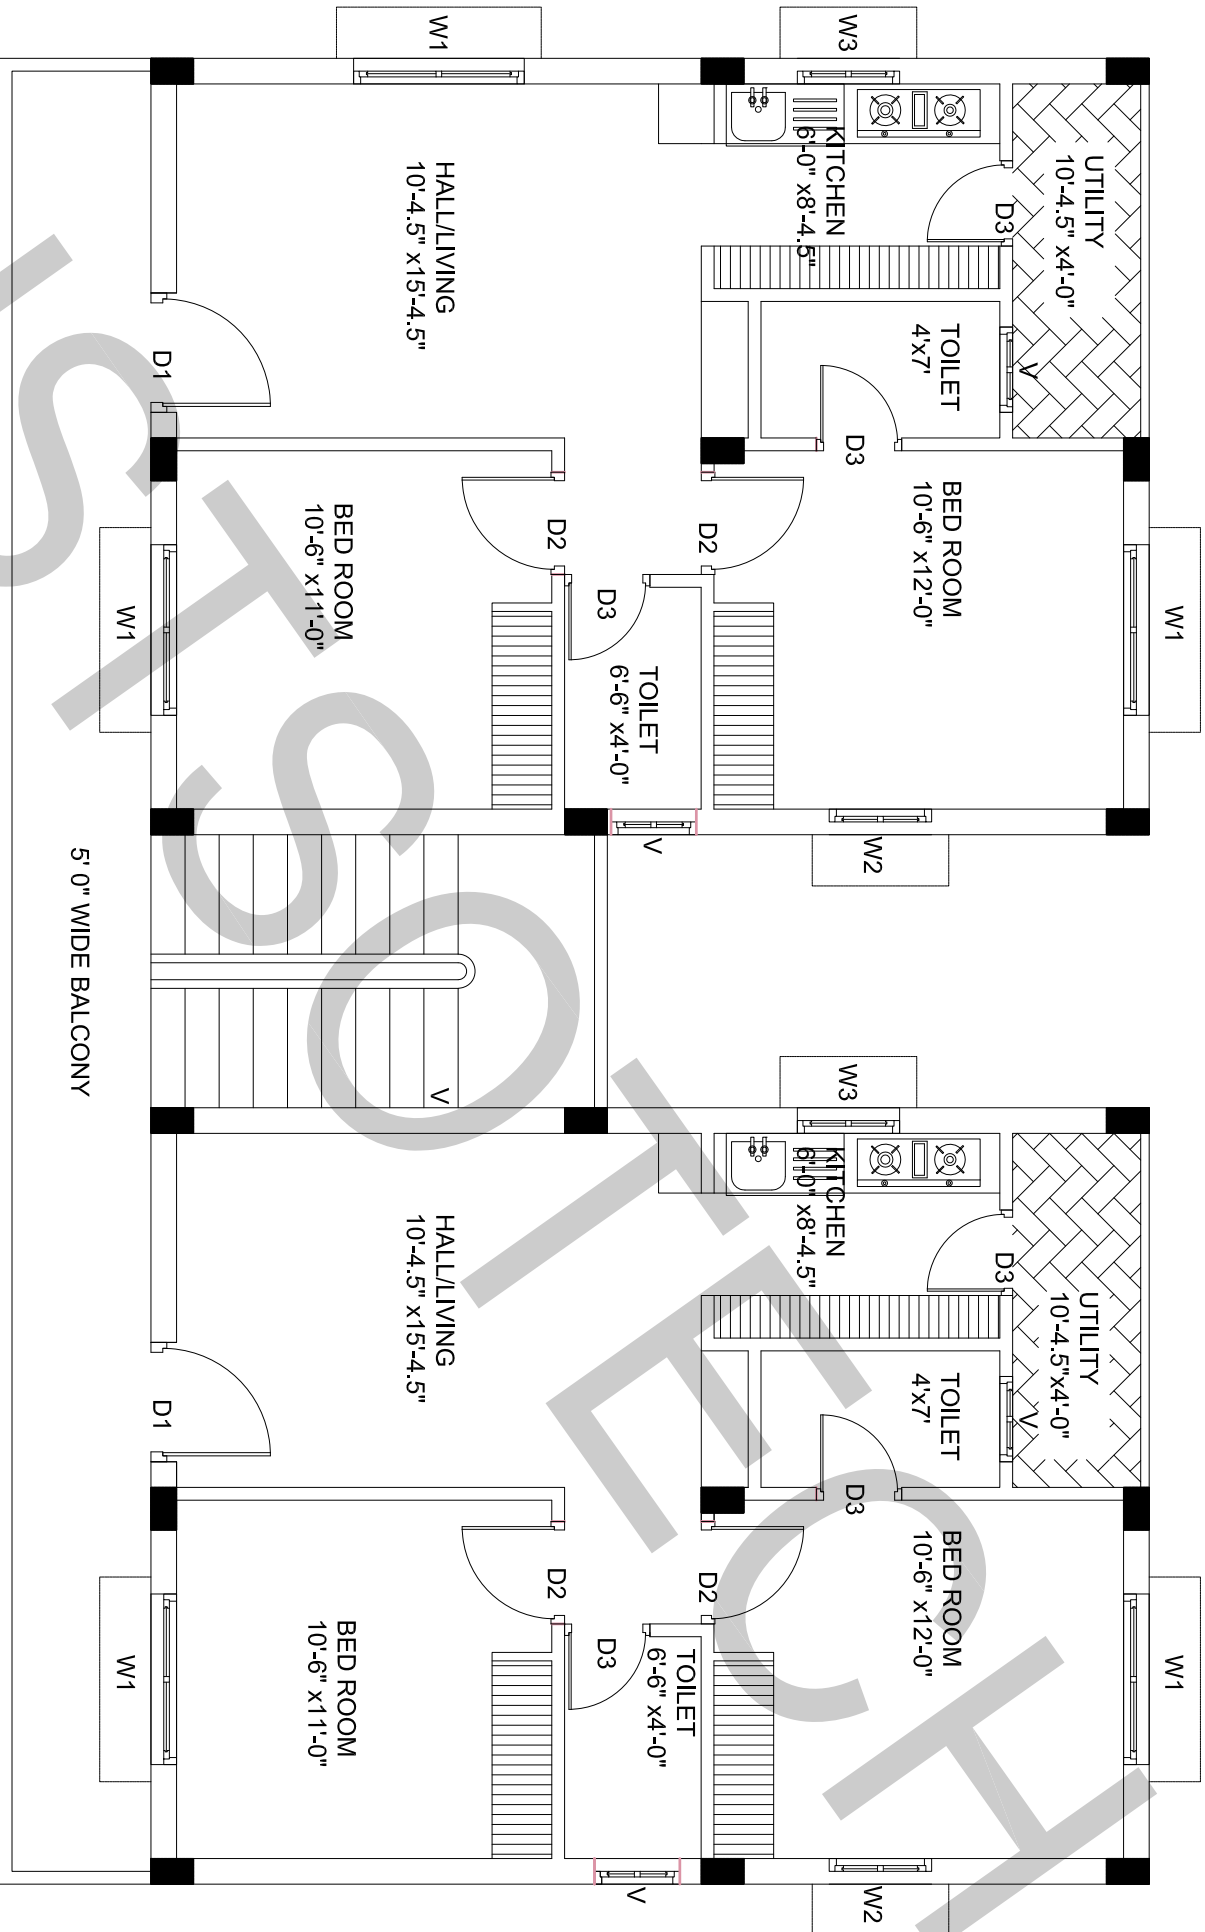 W1
W3
HALL/LIVING
10'-4.5" x15'-4.5"
KITCHEN
6'-0" x8'-4.5"
UTILITY
10'-4.5" x4'-0"
D3
D1
TOILET
4'x7'
V
D3
BED ROOM
10'-6" x11'-0"
D2
D2
BED ROOM
10'-6" x12'-0"
W1
D3
TOILET
6'-6" x4'-0"
W1
V
W2
5' 0" WIDE BALCONY
V
W3
HALL/LIVING
10'-4.5" x15'-4.5"
KITCHEN
6'-0" x8'-4.5"
D3
UTILITY
10'-4.5"x4'-0"
D1
TOILET
4'x7'
V
D3
BED ROOM
10'-6" x11'-0"
D2
D2
BED ROOM
10'-6" x12'-0"
W1
D3
TOILET
6'-6" x4'-0"
W1
V
W2
STSOTECH